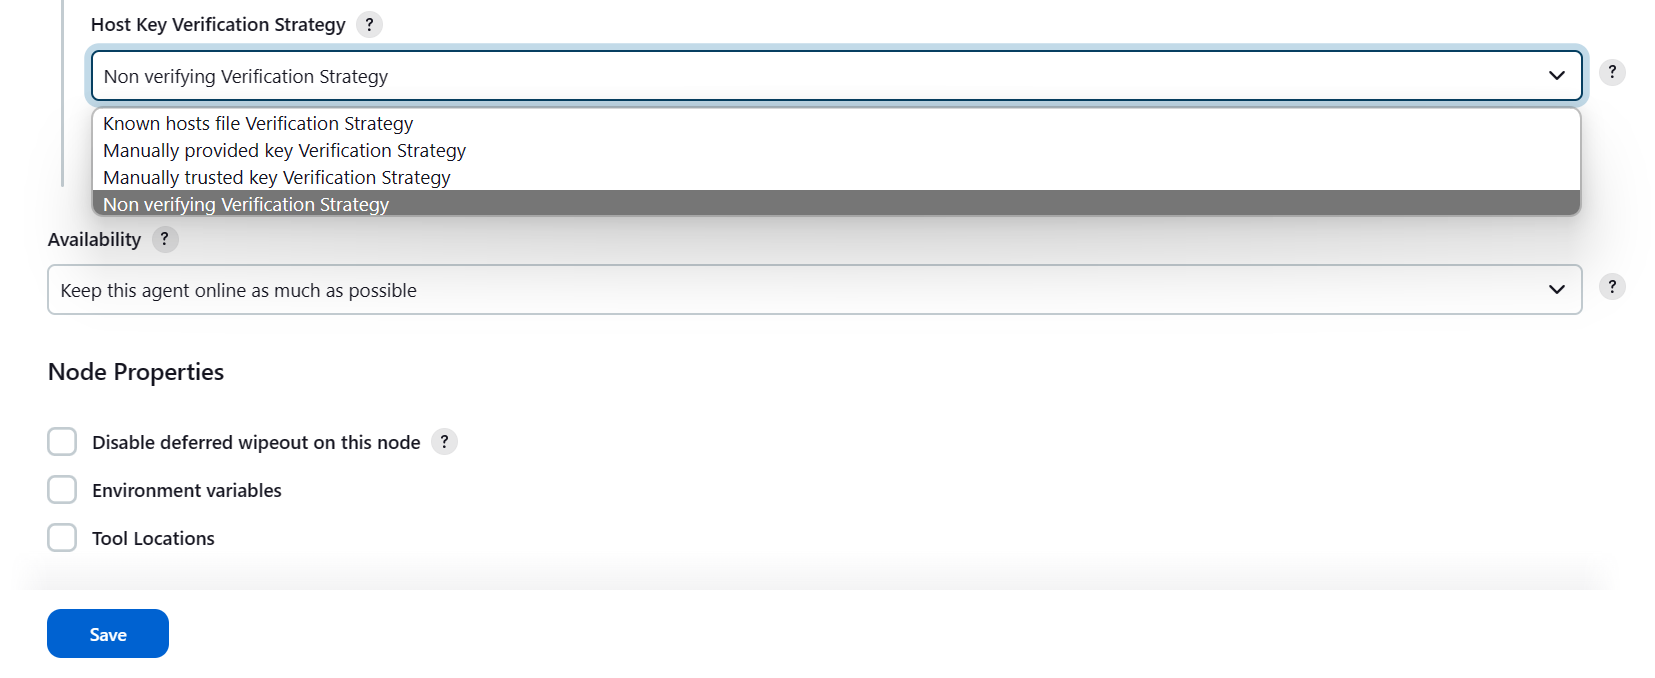 Host Key Verification Strategy ?
Non verifying Verification Strategy
?
Known hosts file Verification Strategy
Manually provided key Verification Strategy
Manually trusted key Verification Strategy
Non verifying Verification Strategy
Availability ?
Keep this agent online as much as possible
?
Node Properties
Disable deferred wipeout on this node ?
Environment variables
Tool Locations
Save